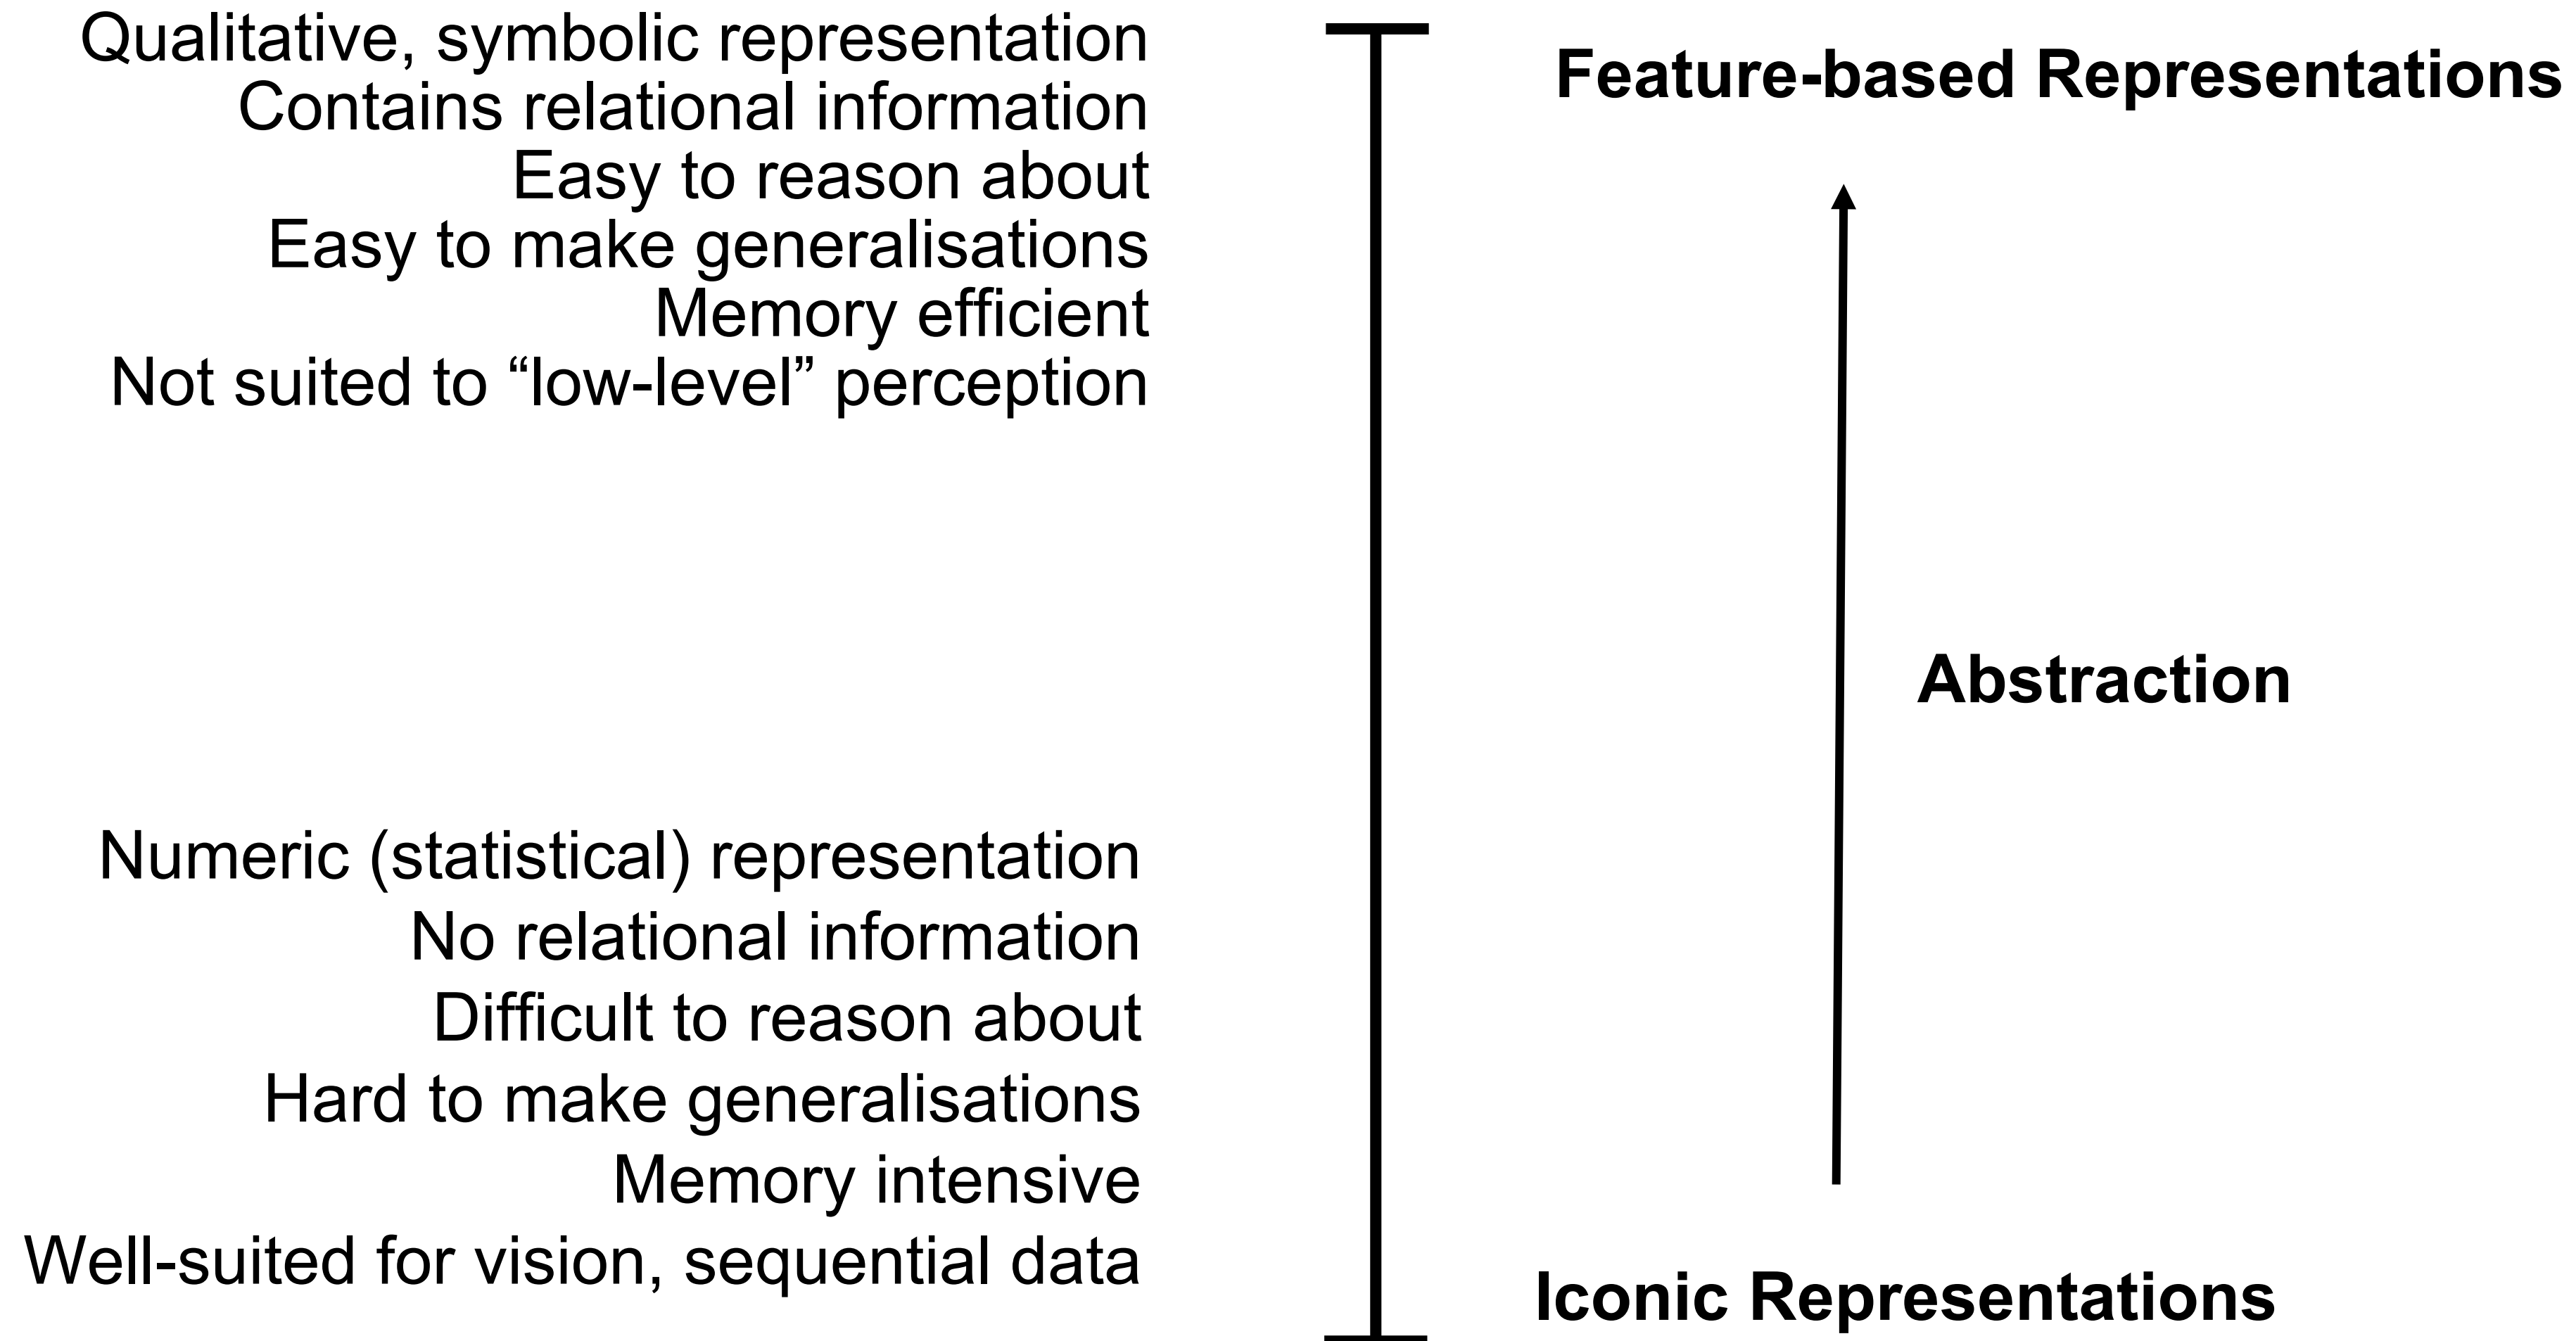 Qualitative, symbolic representation
Contains relational information
Easy to reason about
Easy to make generalisations
Memory efficient
Not suited to “low-level” perception
Numeric (statistical) representation
No relational information
Difficult to reason about
Hard to make generalisations
Memory intensive
Well-suited for vision, sequential data
Feature-based Representations
Abstraction
Iconic Representations